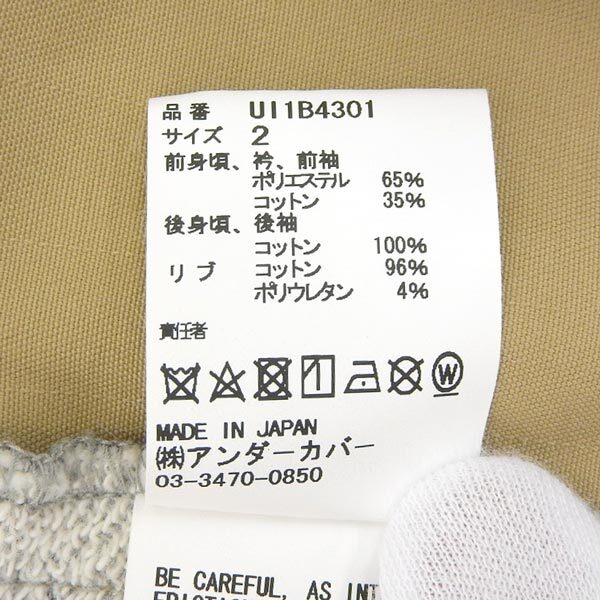 品番 UI1B4301
サイズ 2
前身頃、衿、前袖
ポリエステル 65%
コットン 35%
後身頃、後袖
コットン 100%
リブ コットン 96%
ポリウレタン 4%
責任者
W
MADE IN JAPAN
㈱アンダーカバー
03-3470-0850
BE CAREFUL, AS